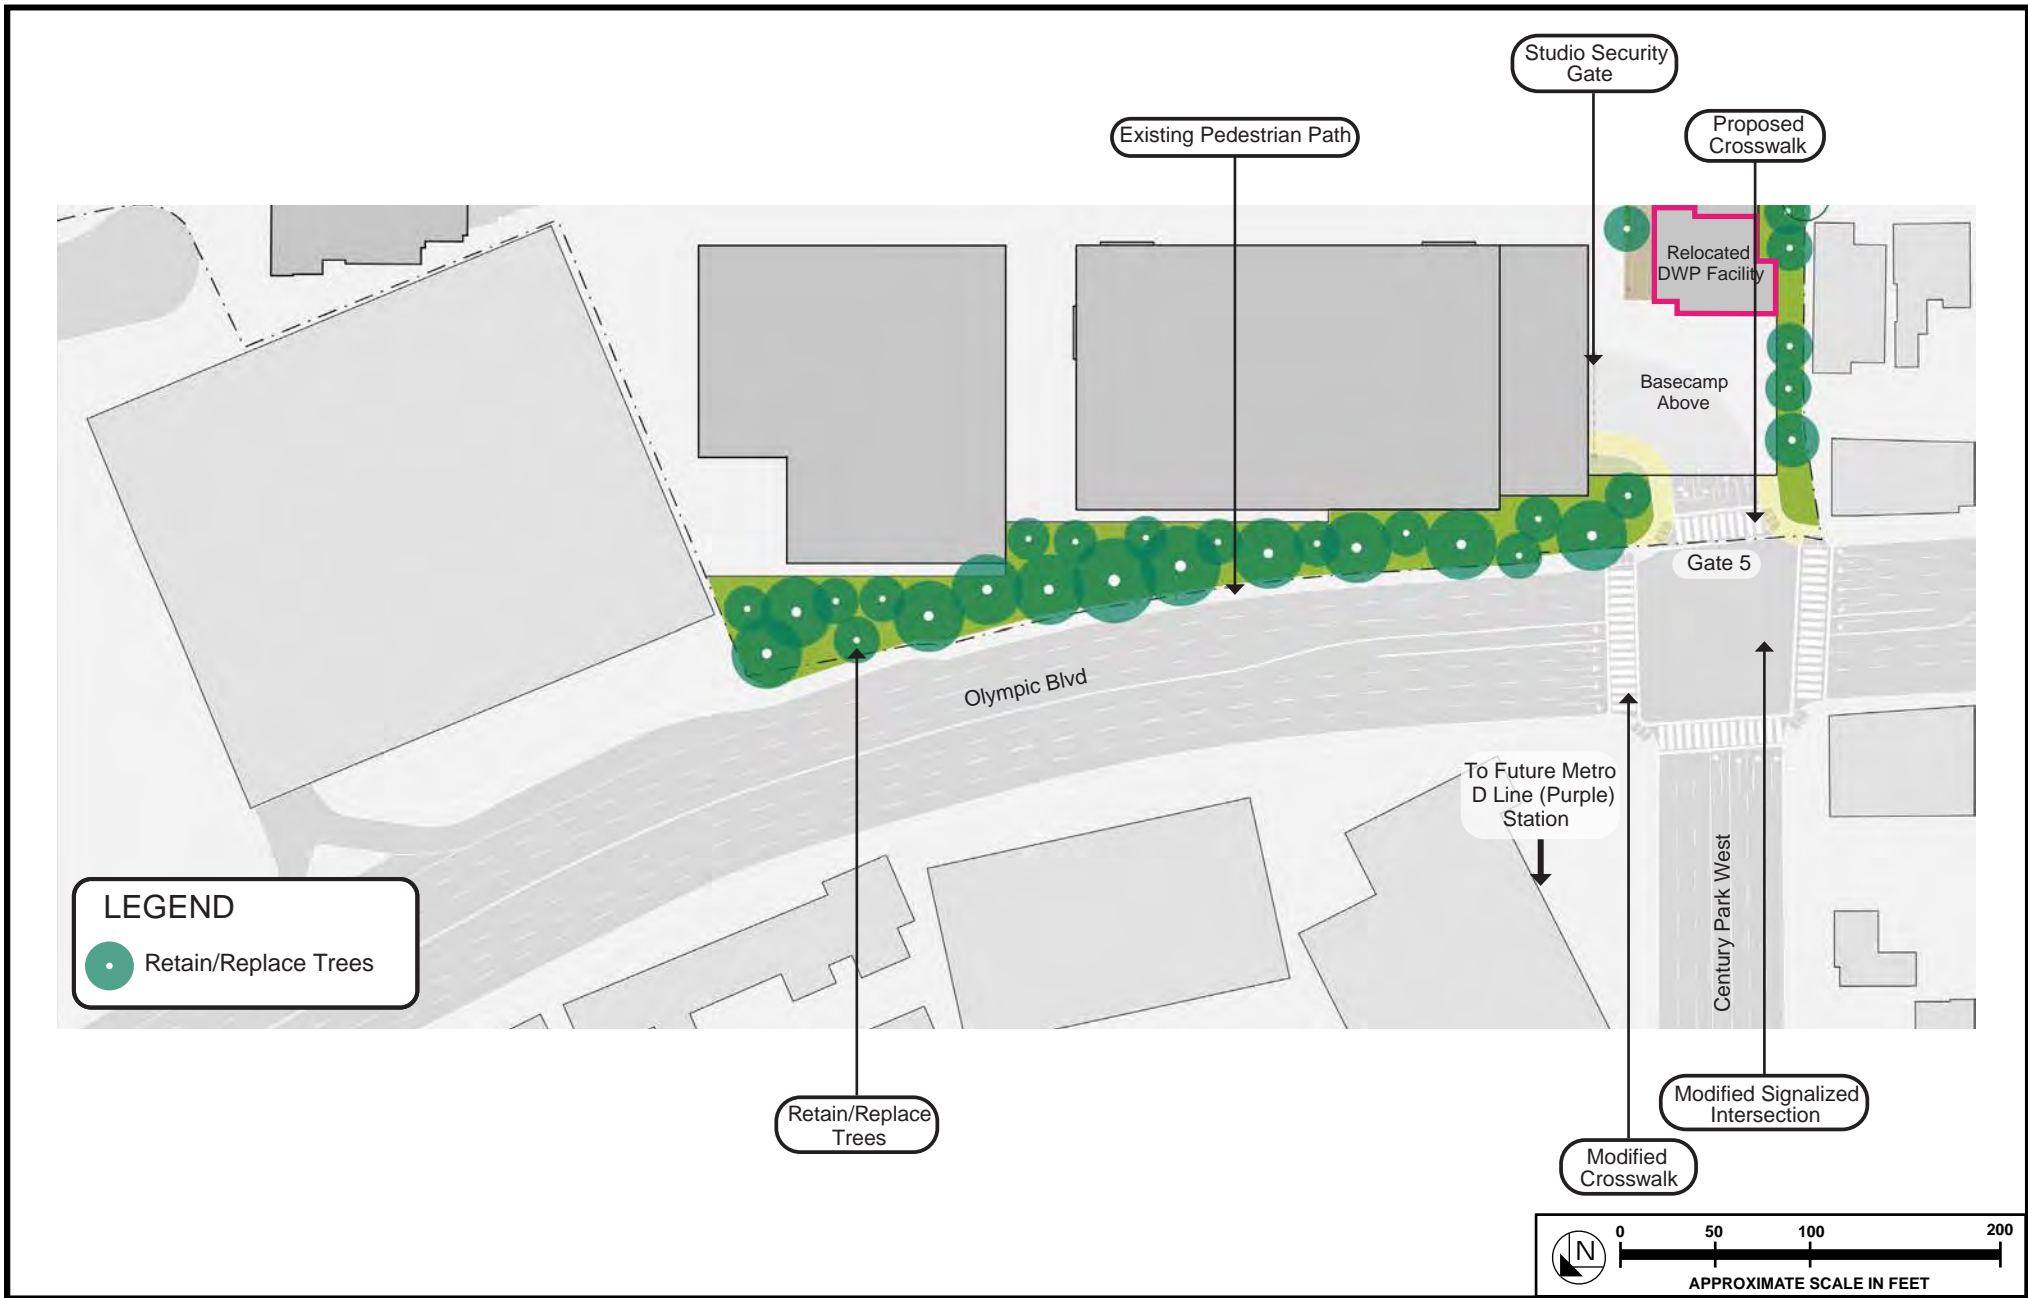 Studio Security
Gate
Existing Pedestrian Path
Proposed
Crosswalk
Relocated
DWP Facility
Basecamp
Above
Gate 5
Olympic Blvd
To Future Metro
D Line (Purple)
Station
Century Park West
LEGEND
Retain/Replace Trees
Retain/Replace
Trees
Modified Signalized
Intersection
Modified
Crosswalk
N
0 50 100 200
APPROXIMATE SCALE IN FEET